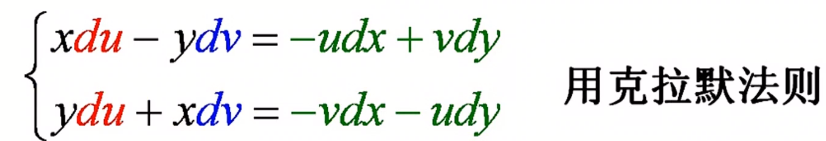 xdu − ydv = −udx + vdy
ydu + xdv = −vdx − udy
用克拉默法则